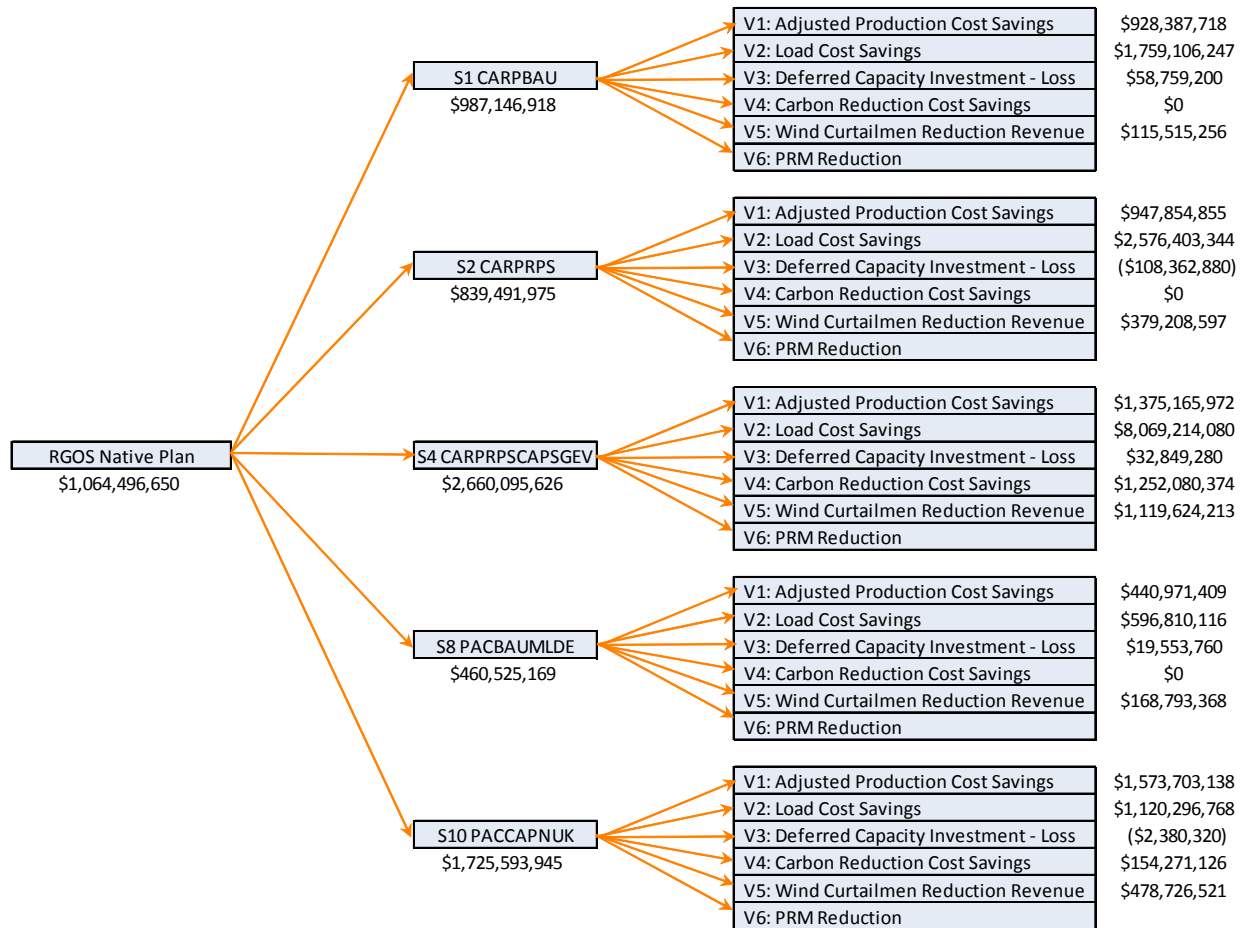 RGOS Native Plan
$1,064,496,650
S1 CARPBAU
$987,146,918
V1: Adjusted Production Cost Savings $928,387,718
V2: Load Cost Savings $1,759,106,247
V3: Deferred Capacity Investment - Loss $58,759,200
V4: Carbon Reduction Cost Savings $0
V5: Wind Curtailmen Reduction Revenue $115,515,256
V6: PRM Reduction
S2 CARPRPS
$839,491,975
V1: Adjusted Production Cost Savings $947,854,855
V2: Load Cost Savings $2,576,403,344
V3: Deferred Capacity Investment - Loss ($108,362,880)
V4: Carbon Reduction Cost Savings $0
V5: Wind Curtailmen Reduction Revenue $379,208,597
V6: PRM Reduction
S4 CARPRPSCAPSGEV
$2,660,095,626
V1: Adjusted Production Cost Savings $1,375,165,972
V2: Load Cost Savings $8,069,214,080
V3: Deferred Capacity Investment - Loss $32,849,280
V4: Carbon Reduction Cost Savings $1,252,080,374
V5: Wind Curtailmen Reduction Revenue $1,119,624,213
V6: PRM Reduction
S8 PACBAUMLDE
$460,525,169
V1: Adjusted Production Cost Savings $440,971,409
V2: Load Cost Savings $596,810,116
V3: Deferred Capacity Investment - Loss $19,553,760
V4: Carbon Reduction Cost Savings $0
V5: Wind Curtailmen Reduction Revenue $168,793,368
V6: PRM Reduction
S10 PACCAPNUK
$1,725,593,945
V1: Adjusted Production Cost Savings $1,573,703,138
V2: Load Cost Savings $1,120,296,768
V3: Deferred Capacity Investment - Loss ($2,380,320)
V4: Carbon Reduction Cost Savings $154,271,126
V5: Wind Curtailmen Reduction Revenue $478,726,521
V6: PRM Reduction